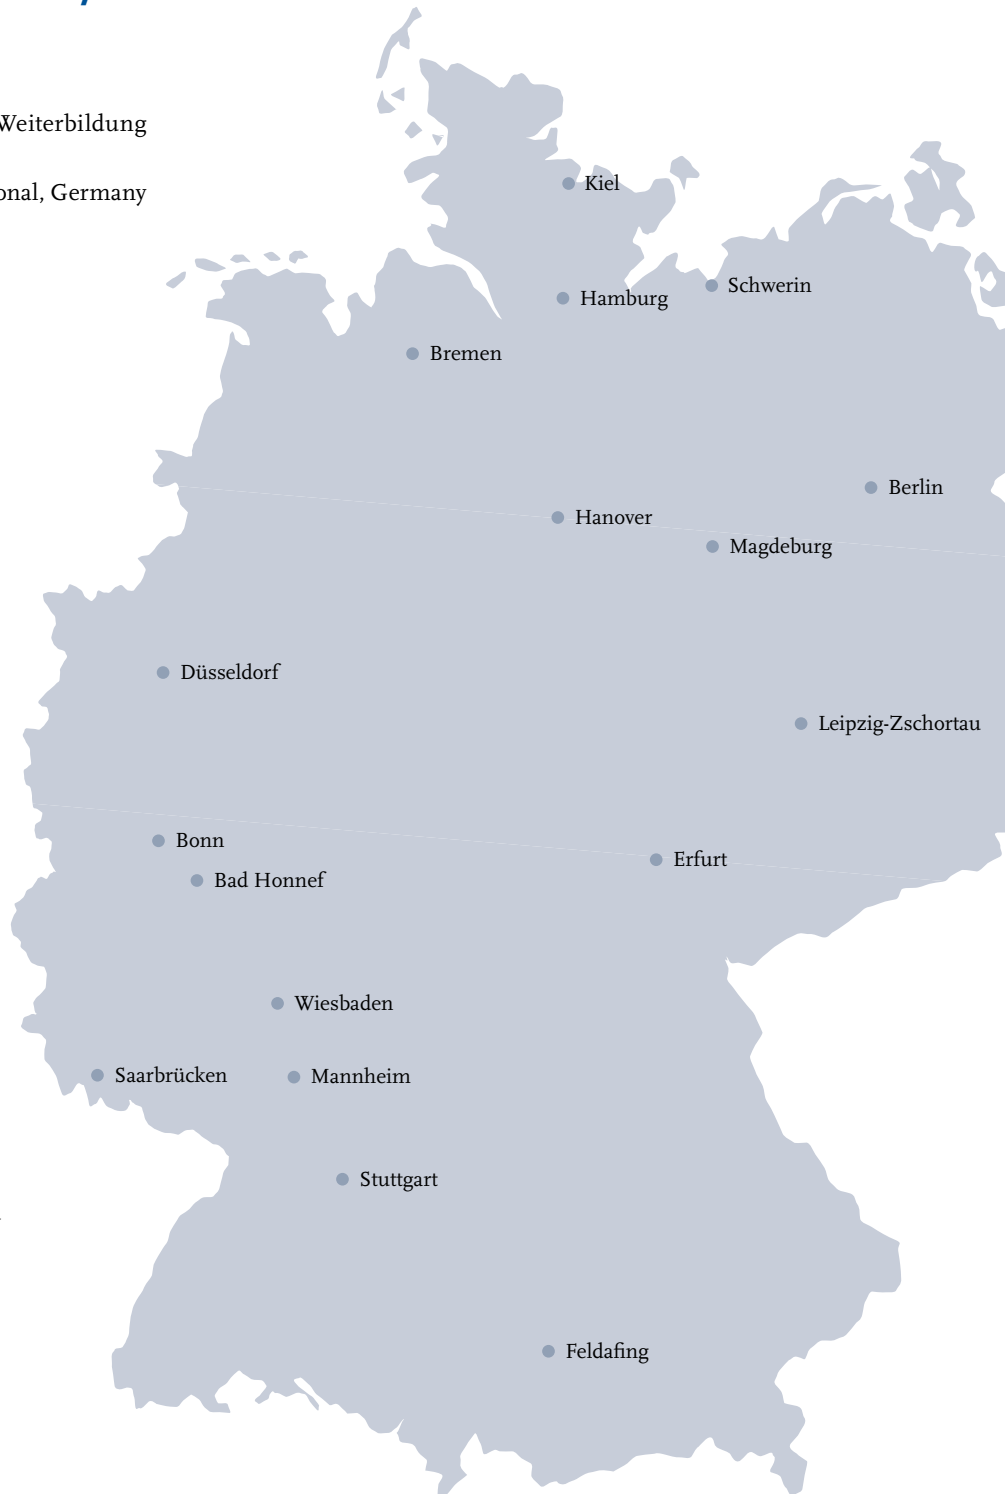 Weiterbildung
onal, Germany
Kiel
Schwerin
Hamburg
Bremen
Berlin
Hanover
Magdeburg
Düsseldorf
Leipzig-Zschortau
Bonn
Erfurt
Bad Honnef
Wiesbaden
Saarbrücken
Mannheim
Stuttgart
Feldafing